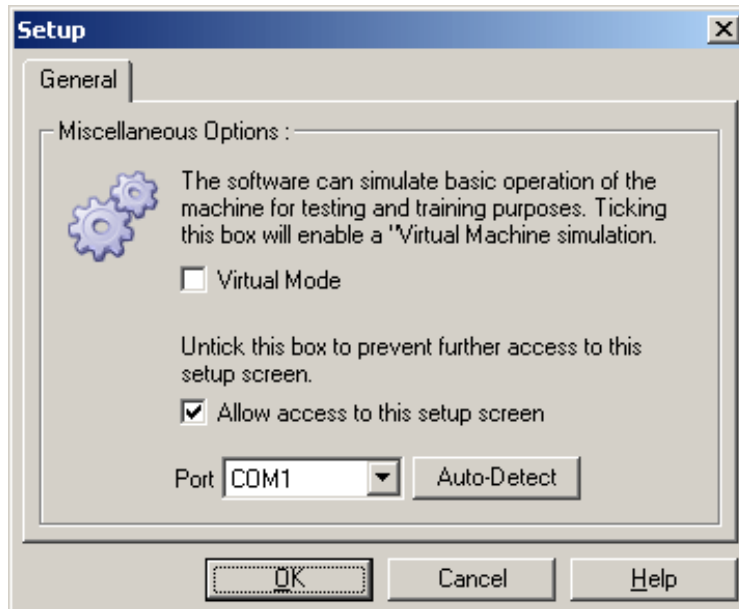 Setup
General
Miscellaneous Options :
The software can simulate basic operation of the
machine for testing and training purposes. Ticking
this box will enable a "Virtual Machine simulation.
Virtual Mode
Untick this box to prevent further access to this
setup screen.
Allow access to this setup screen
Port COM1 Auto-Detect
OK Cancel Help